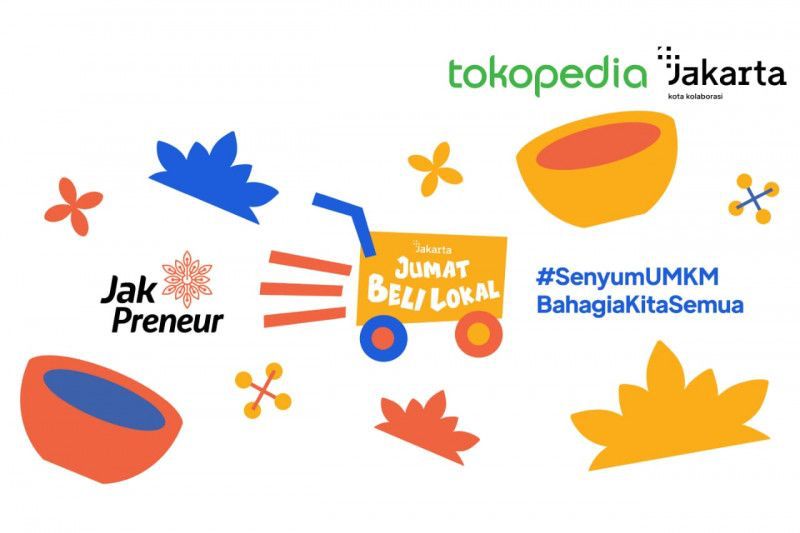 tokopedia
Jakarta
kota kolaborasi
Jakarta
JUMAT
BELI LOKAL
Jak
Preneur
#SenyumUMKM
BahagiaKitaSemua